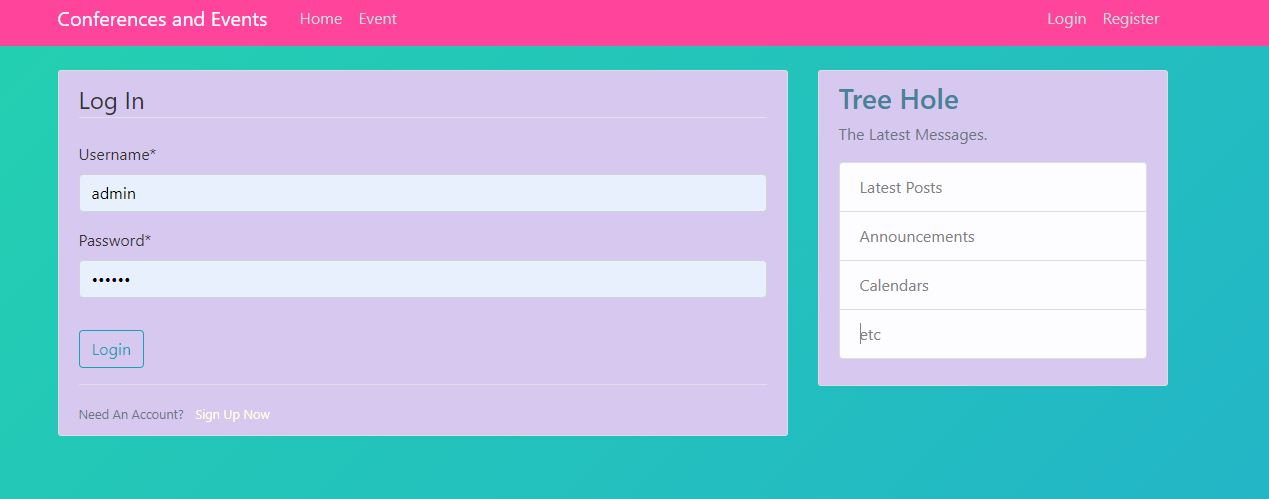 Conferences and Events Home Event Login Register
Log In
Username*
admin
Password*
••••••
Login
Need An Account? Sign Up Now
Tree Hole
The Latest Messages.
Latest Posts
Announcements
Calendars
etc